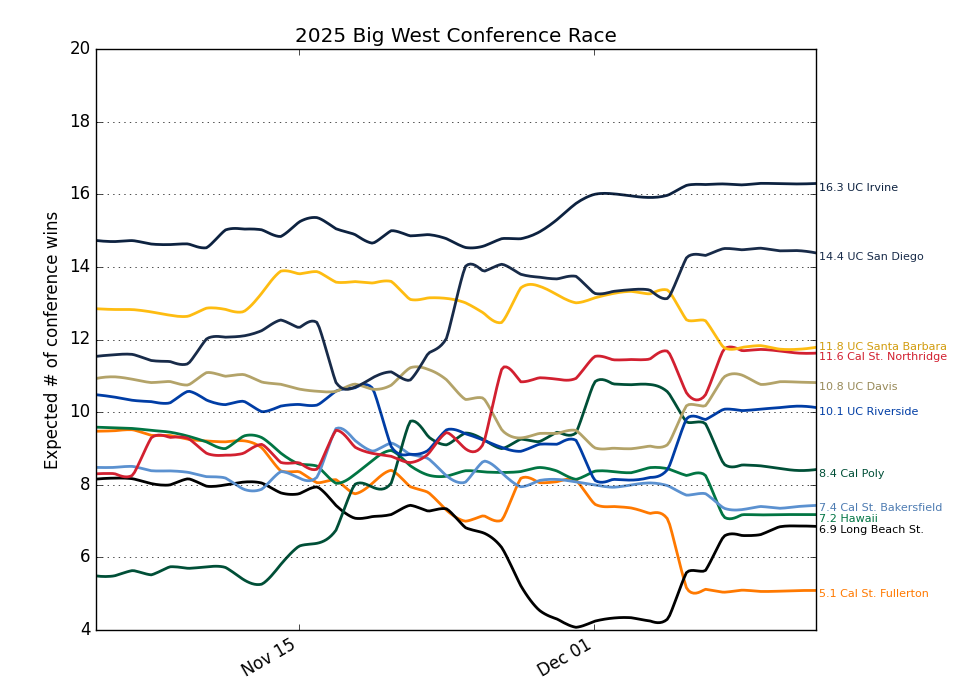 2025 Big West Conference Race
Expected # of conference wins
20
18
16
14
12
10
8
6
4
Nov 15
Dec 01
16.3 UC Irvine
14.4 UC San Diego
11.8 UC Santa Barbara
11.6 Cal St. Northridge
10.8 UC Davis
10.1 UC Riverside
8.4 Cal Poly
7.4 Cal St. Bakersfield
7.2 Hawaii
6.9 Long Beach St.
5.1 Cal St. Fullerton